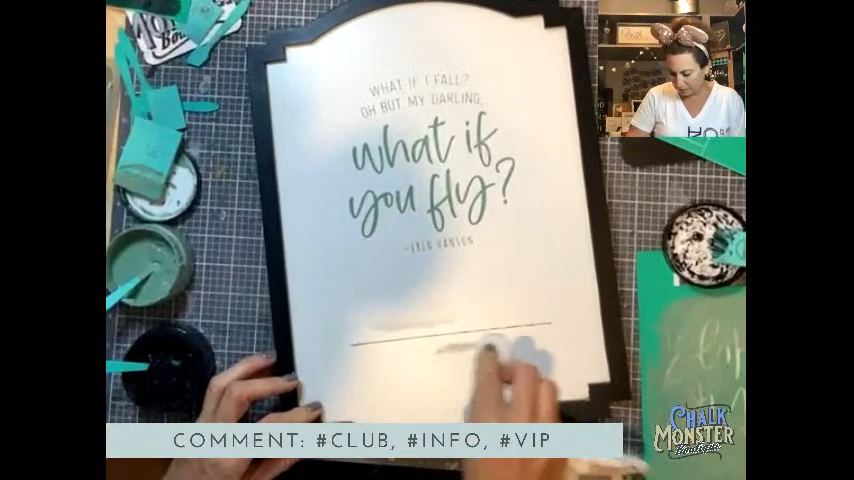 WHAT IF I FALL?
OH BUT MY DARLING,
what if
you fly?
-ERIN HANSON
COMMENT: #CLUB, #INFO, #VIP
CHALK
MONSTER